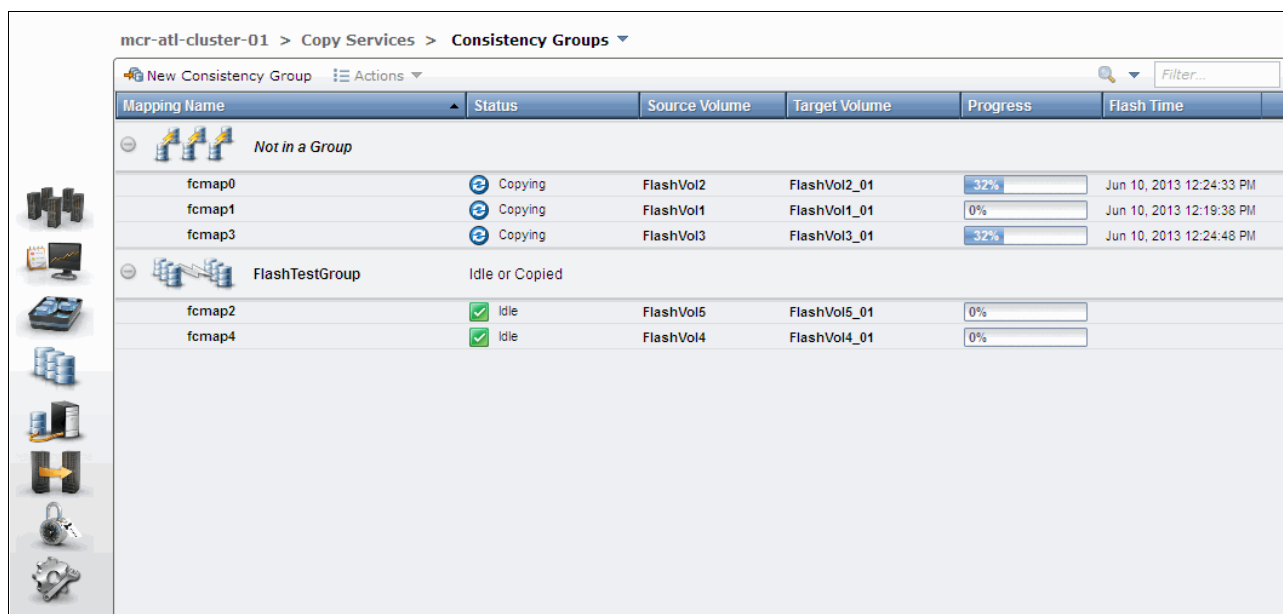 mcr-atl-cluster-01 > Copy Services > Consistency Groups
New Consistency Group Actions Filter...
Mapping Name Status Source Volume Target Volume Progress Flash Time
Not in a Group
fcmap0 Copying FlashVol2 FlashVol2_01 32% Jun 10, 2013 12:24:33 PM
fcmap1 Copying FlashVol1 FlashVol1_01 0% Jun 10, 2013 12:19:38 PM
fcmap3 Copying FlashVol3 FlashVol3_01 32% Jun 10, 2013 12:24:48 PM
FlashTestGroup Idle or Copied
fcmap2 Idle FlashVol5 FlashVol5_01 0%
fcmap4 Idle FlashVol4 FlashVol4_01 0%